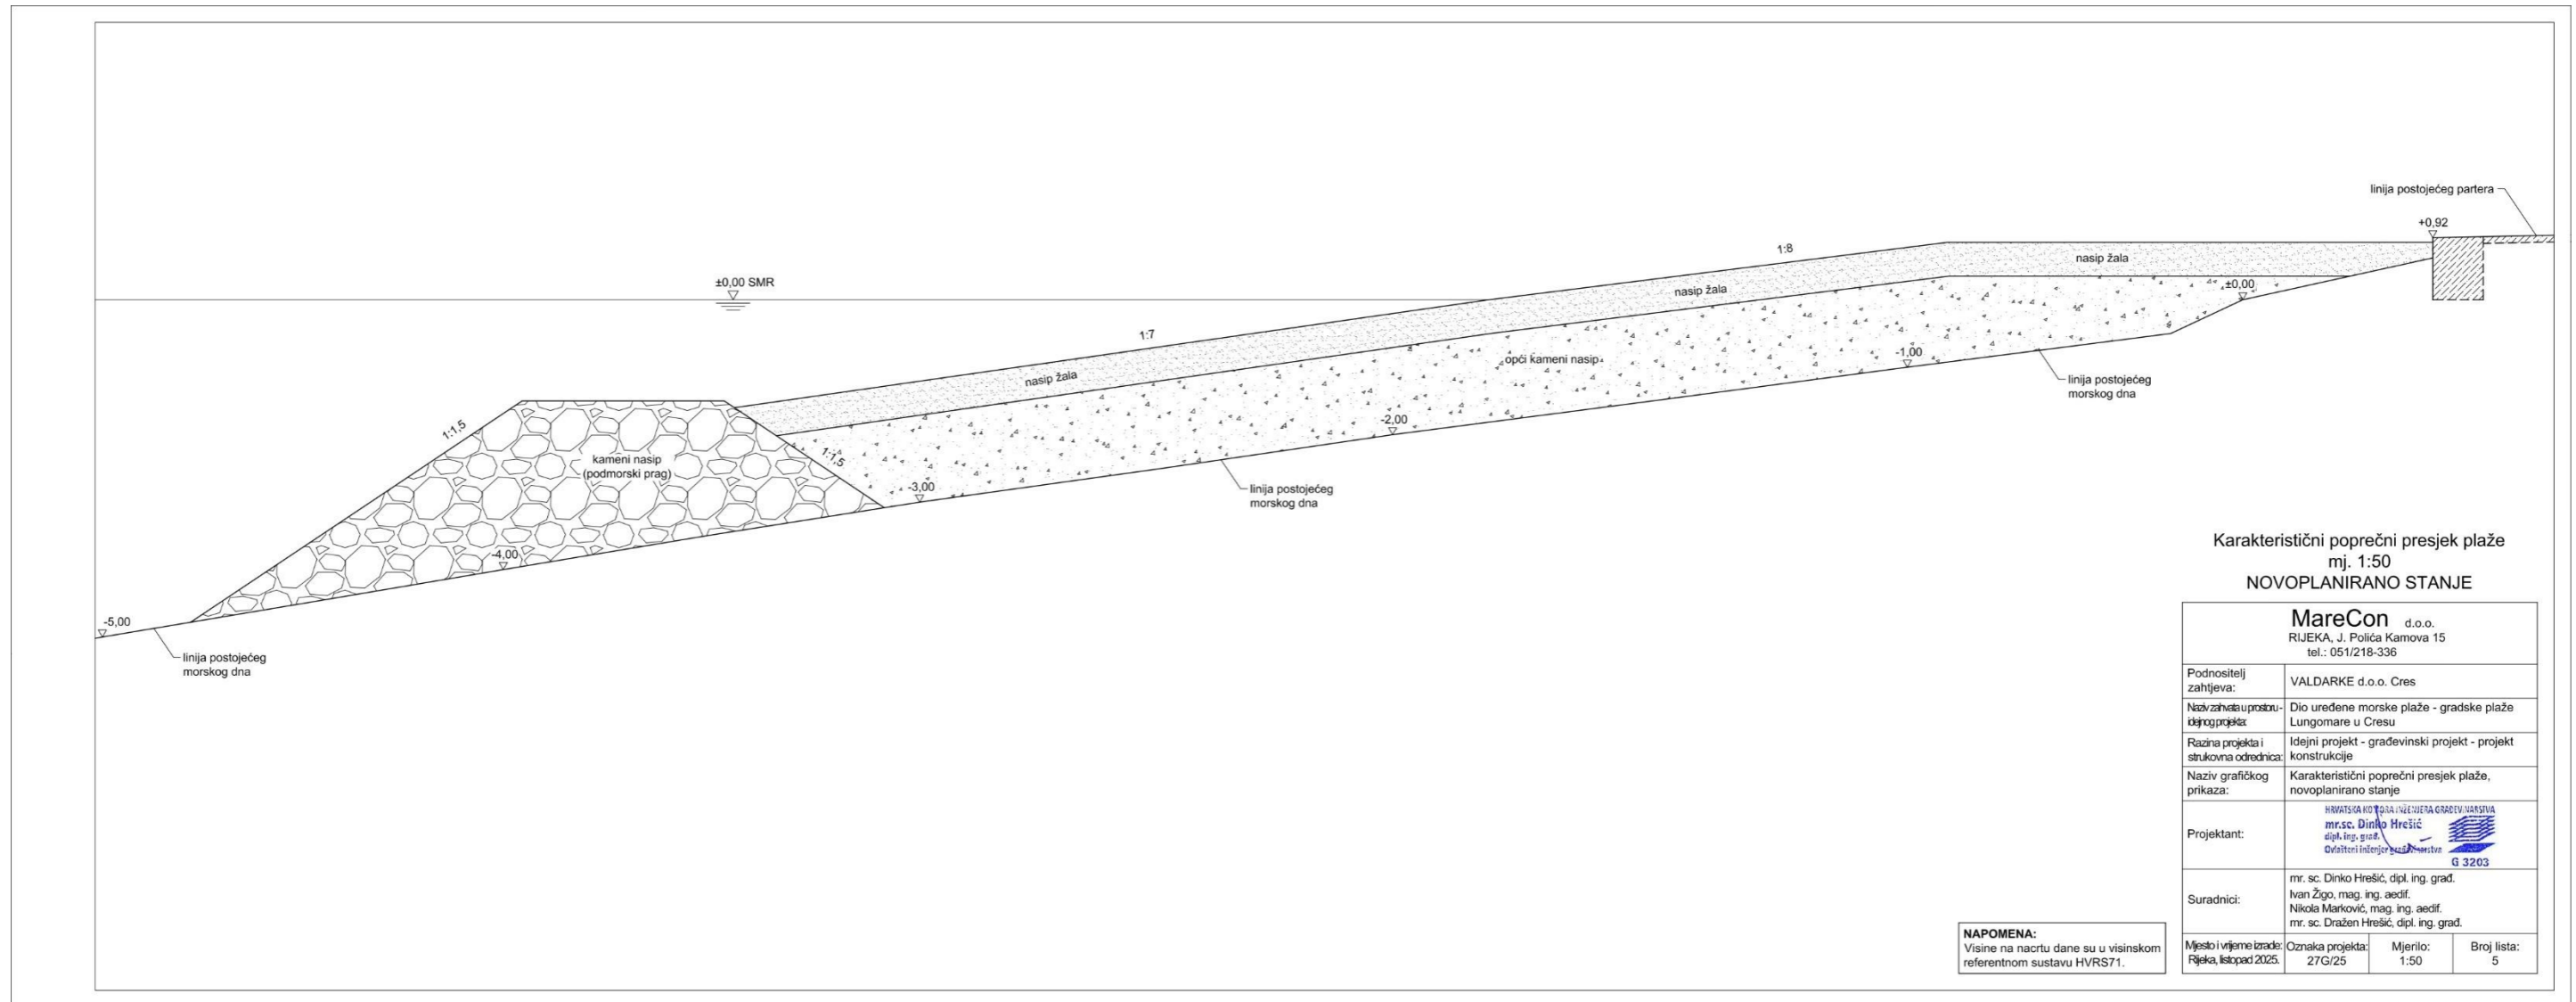 linija postojećeg partera
+0,92
1:8
nasip žala
±0,00 SMR
±0,00
nasip žala
1:7
opći kameni nasip
-1,00
nasip žala
linija postojećeg
morskog dna
-2,00
1:1,5
1:1,5
kameni nasip
(podmorski prag)
-3,00
linija postojećeg
morskog dna
-4,00
-5,00
linija postojećeg
morskog dna
Karakteristični poprečni presjek plaže
mj. 1:50
NOVOPLANIRANO STANJE
MareCon d.o.o.
RIJEKA, J. Polića Kamova 15
tel.: 051/218-336
Podnositelj
zahtjeva:
VALDARKE d.o.o. Cres
Naziv zahvata u prostoru -
idejnog projekta:
Dio uređene morske plaže - gradske plaže
Lungomare u Cresu
Razina projekta i
strukovna odrednica:
Idejni projekt - građevinski projekt - projekt
konstrukcije
Naziv grafičkog
prikaza:
Karakteristični poprečni presjek plaže,
novoplanirano stanje
Projektant:
HRVATSKA KOMORA INŽENJERA GRAĐEVINARSTVA
mr.sc. Dinko Hrešić
dipl. ing. građ.
Ovlašteni inženjer građevinarstva
G 3203
Suradnici:
mr. sc. Dinko Hrešić, dipl. ing. građ.
Ivan Žigo, mag. ing. aedif.
Nikola Marković, mag. ing. aedif.
mr. sc. Dražen Hrešić, dipl. ing. građ.
Mjesto i vrijeme izrade:
Rijeka, listopad 2025.
Oznaka projekta:
27G/25
Mjerilo:
1:50
Broj lista:
5
NAPOMENA:
Visine na nacrtu dane su u visinskom
referentnom sustavu HVRS71.